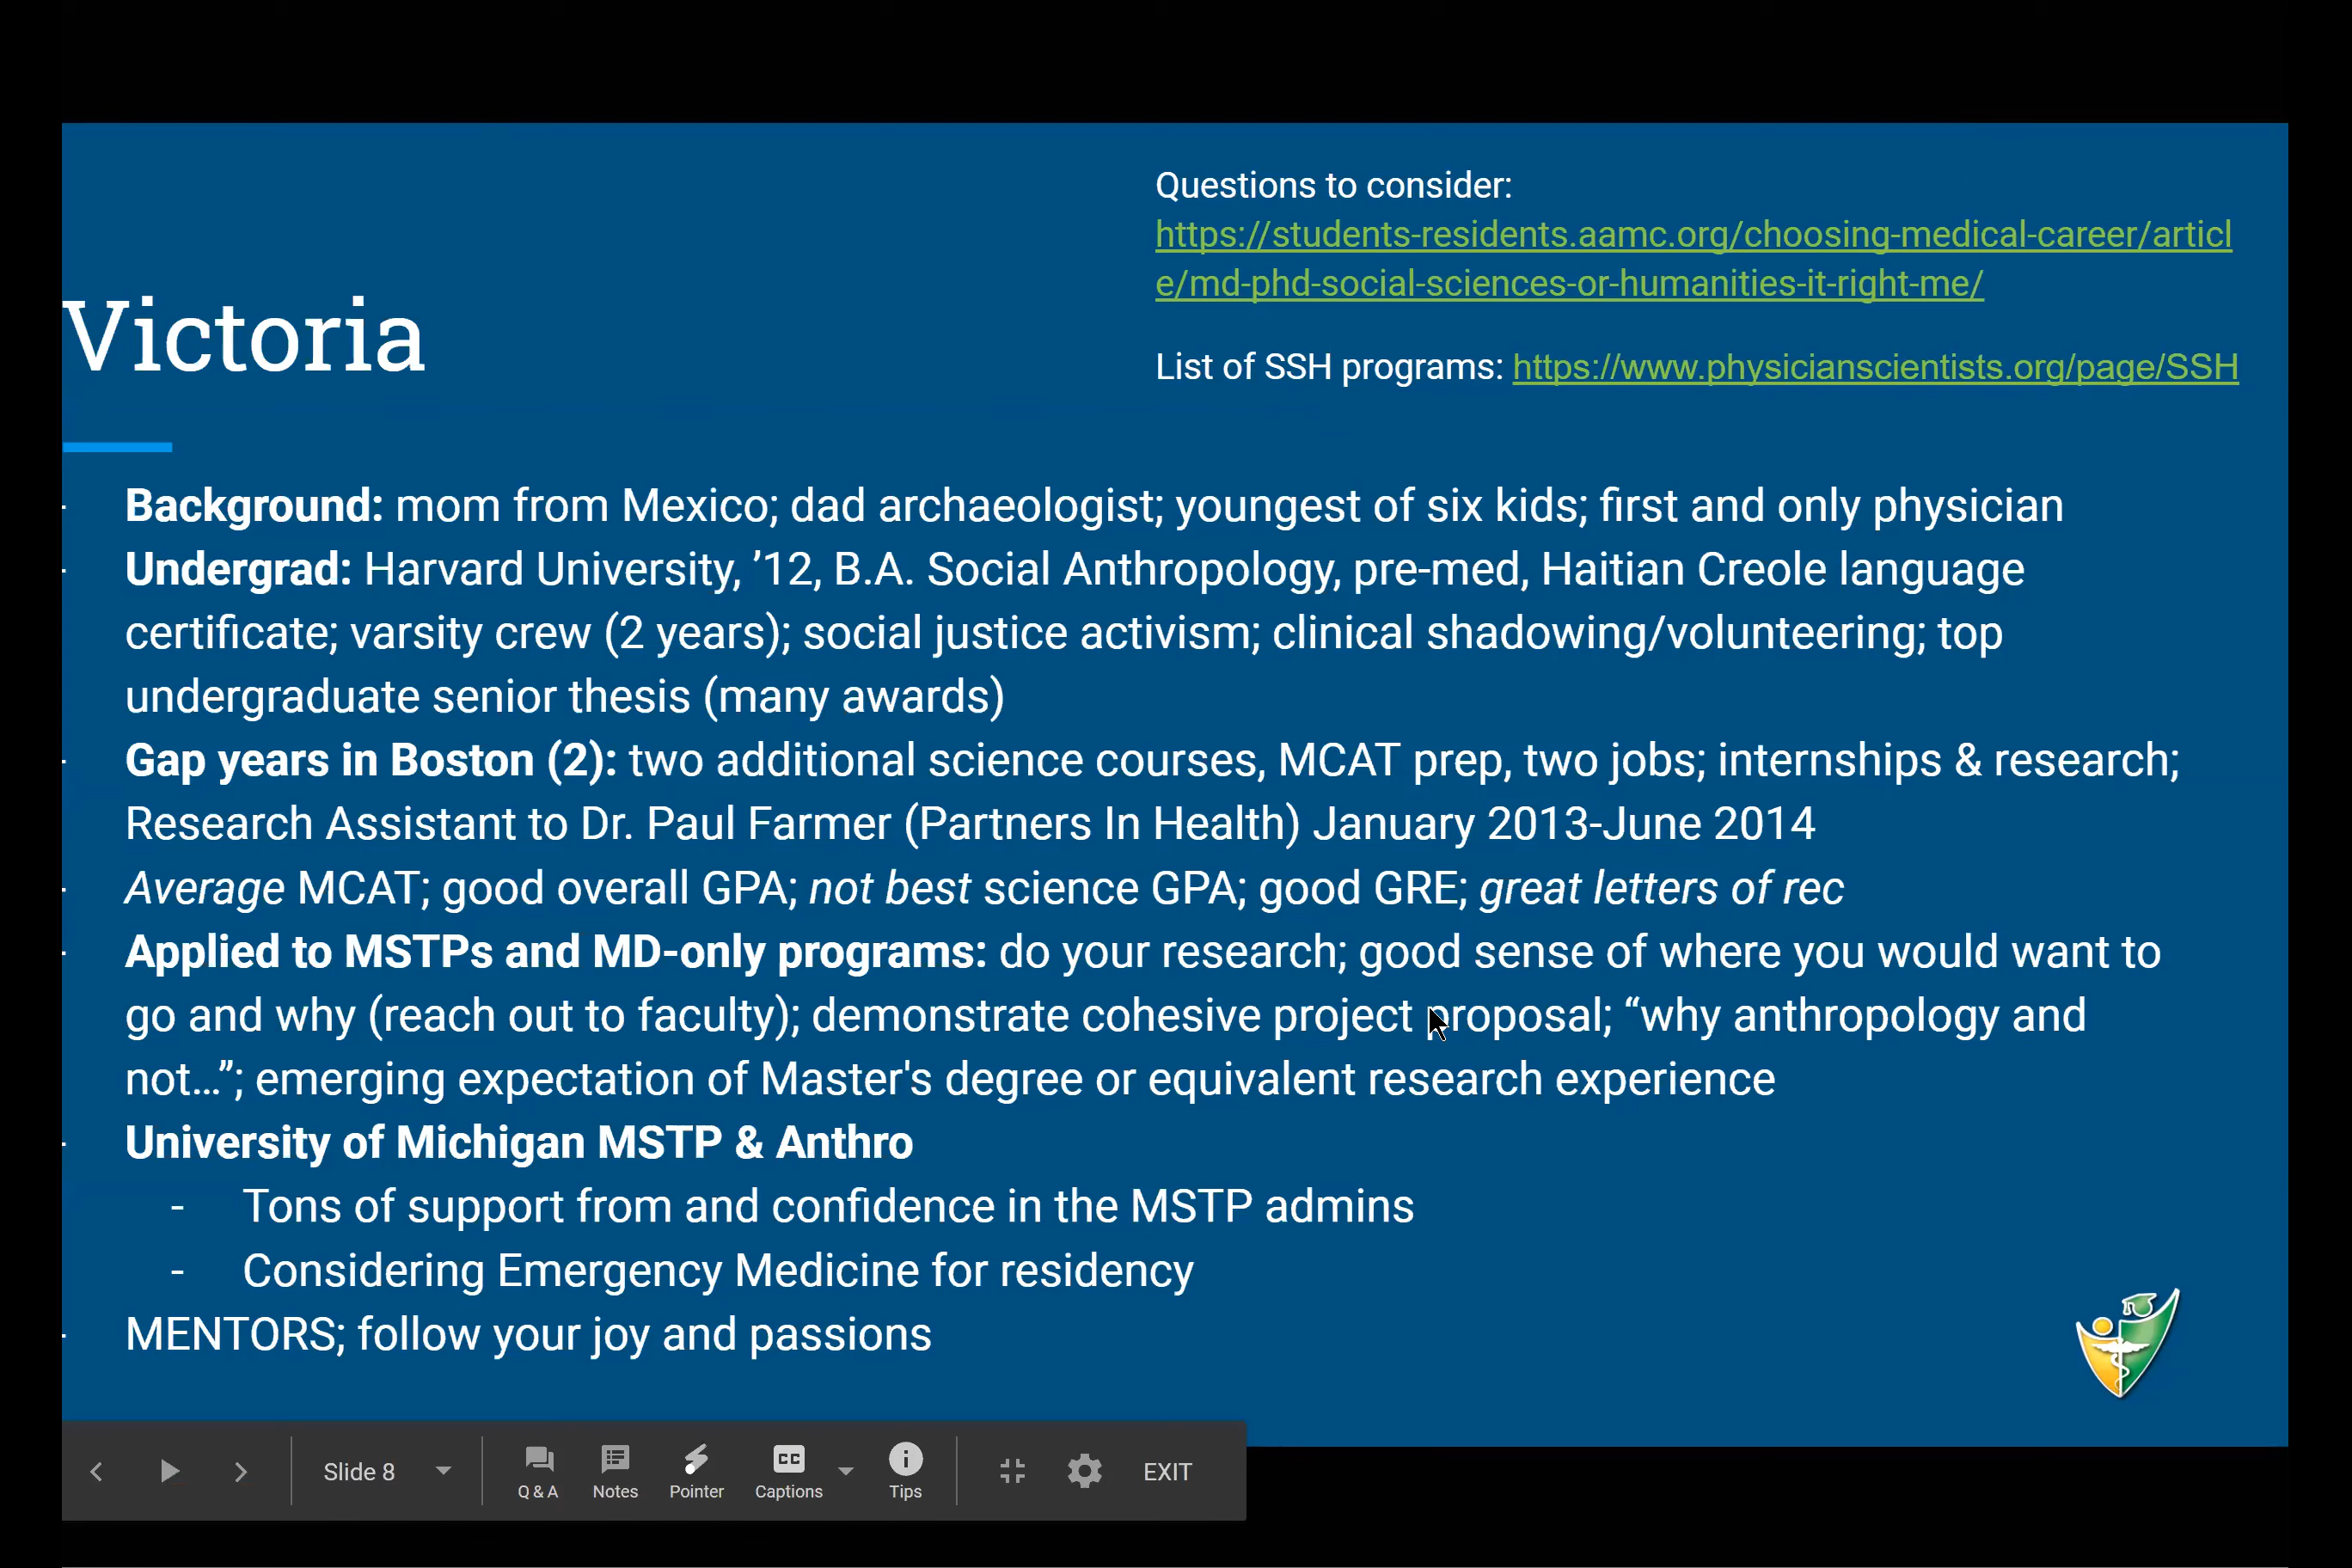 Questions to consider:
https://students-residents.aamc.org/choosing-medical-career/articl
e/md-phd-social-sciences-or-humanities-it-right-me/
List of SSH programs: https://www.physicianscientists.org/page/SSH
Victoria
- Background: mom from Mexico; dad archaeologist; youngest of six kids; first and only physician
- Undergrad: Harvard University, ’12, B.A. Social Anthropology, pre-med, Haitian Creole language
certificate; varsity crew (2 years); social justice activism; clinical shadowing/volunteering; top
undergraduate senior thesis (many awards)
- Gap years in Boston (2): two additional science courses, MCAT prep, two jobs; internships & research;
Research Assistant to Dr. Paul Farmer (Partners In Health) January 2013-June 2014
- Average MCAT; good overall GPA; not best science GPA; good GRE; great letters of rec
- Applied to MSTPs and MD-only programs: do your research; good sense of where you would want to
go and why (reach out to faculty); demonstrate cohesive project proposal; “why anthropology and
not...”; emerging expectation of Master's degree or equivalent research experience
- University of Michigan MSTP & Anthro
- Tons of support from and confidence in the MSTP admins
- Considering Emergency Medicine for residency
- MENTORS; follow your joy and passions
Slide 8
Q & A
Notes
Pointer
CC
Captions
Tips
EXIT